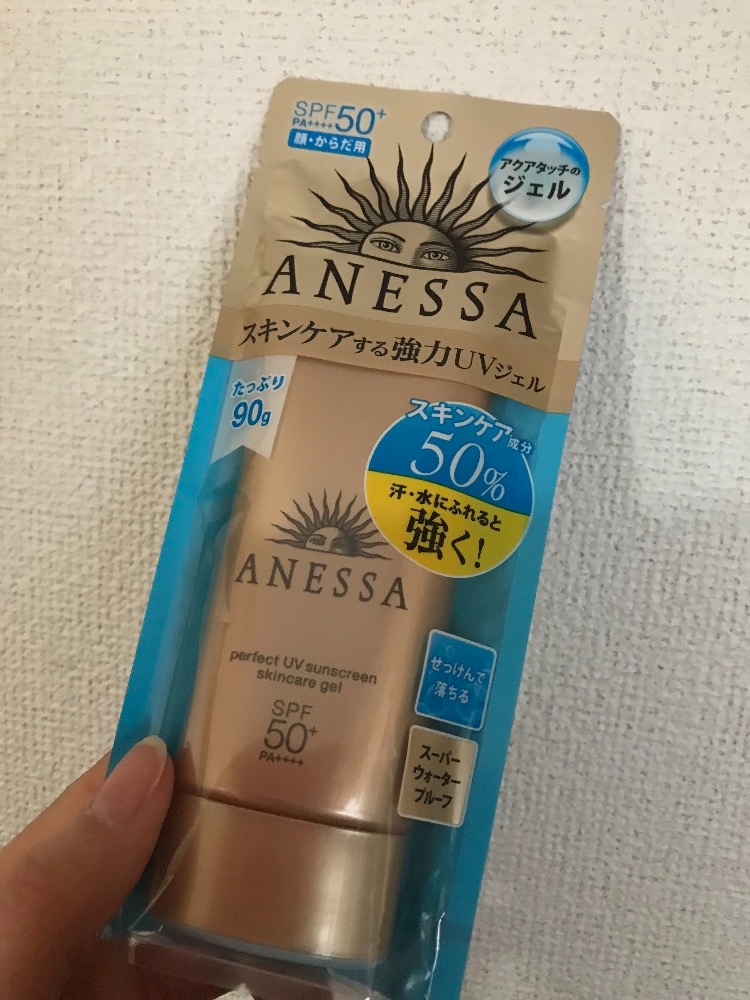 SPF50+
PA++++
顔・からだ用
アクアタッチの
ジェル
ANESSA
スキンケアする強力UVジェル
たっぷり
90g
スキンケア成分
50%
汗・水にふれると
強く!
ANESSA
perfect UV sunscreen
skincare gel
SPF
50+
PA++++
せっけんで
落ちる
スーパー
ウォーター
プルーフ